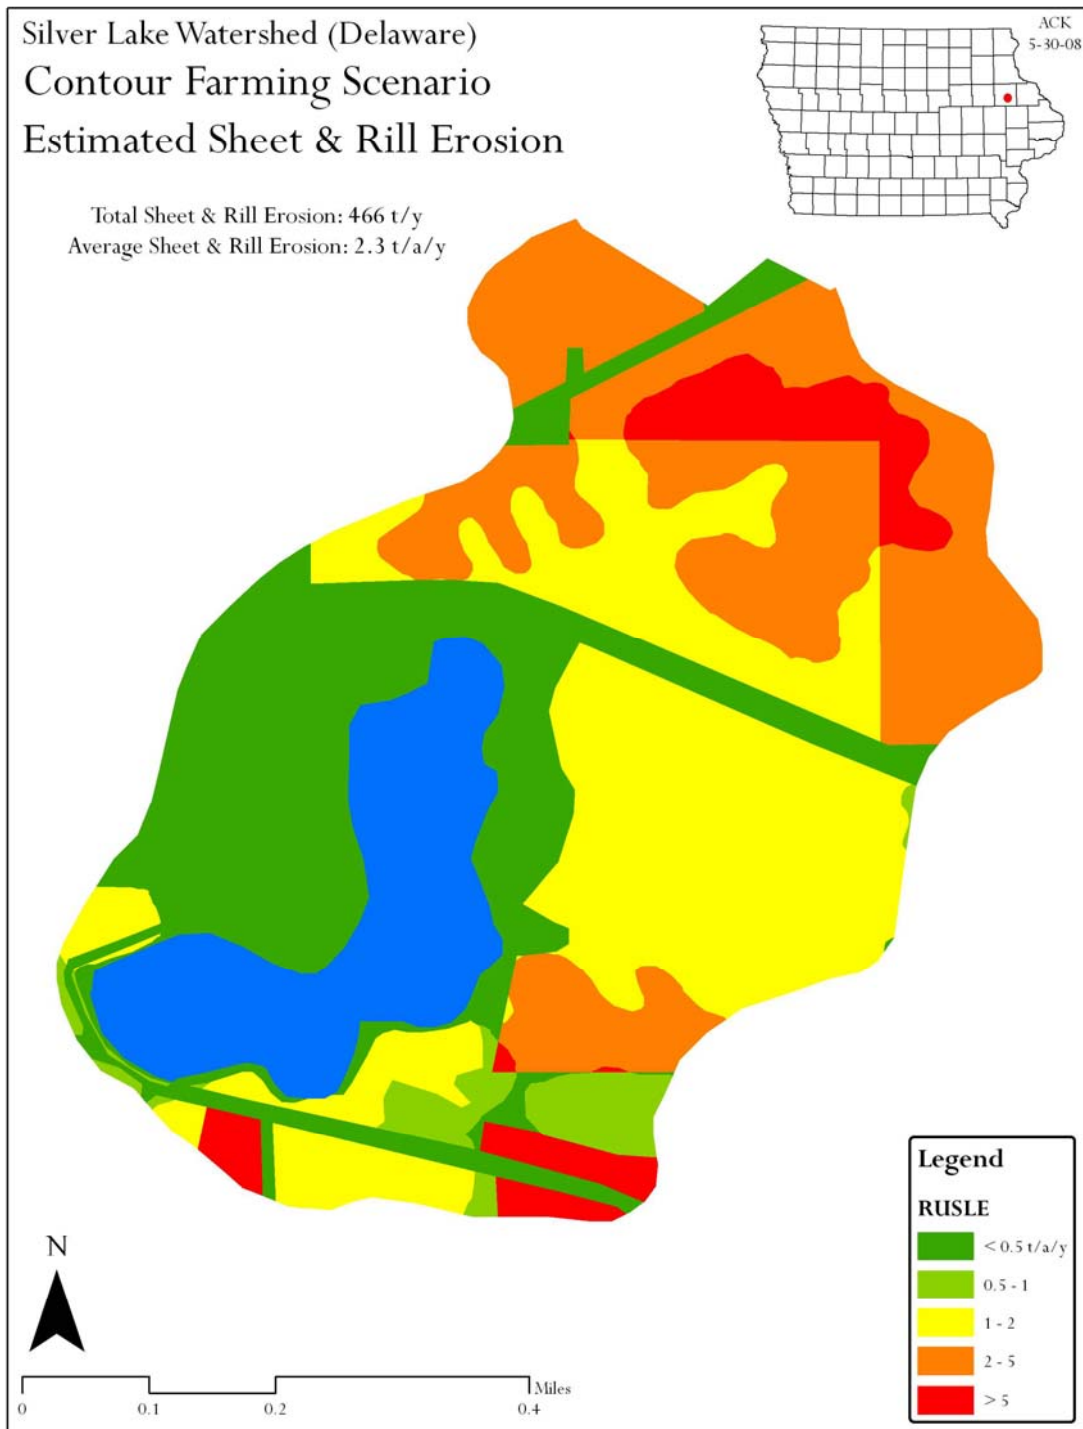 Silver Lake Watershed (Delaware)
Contour Farming Scenario
Estimated Sheet & Rill Erosion
ACK
5-30-08
Total Sheet & Rill Erosion: 466 t/y
Average Sheet & Rill Erosion: 2.3 t/a/y
Legend
RUSLE
< 0.5 t/a/y
0.5 - 1
1 - 2
2 - 5
> 5
N
Miles
0 0.1 0.2 0.4